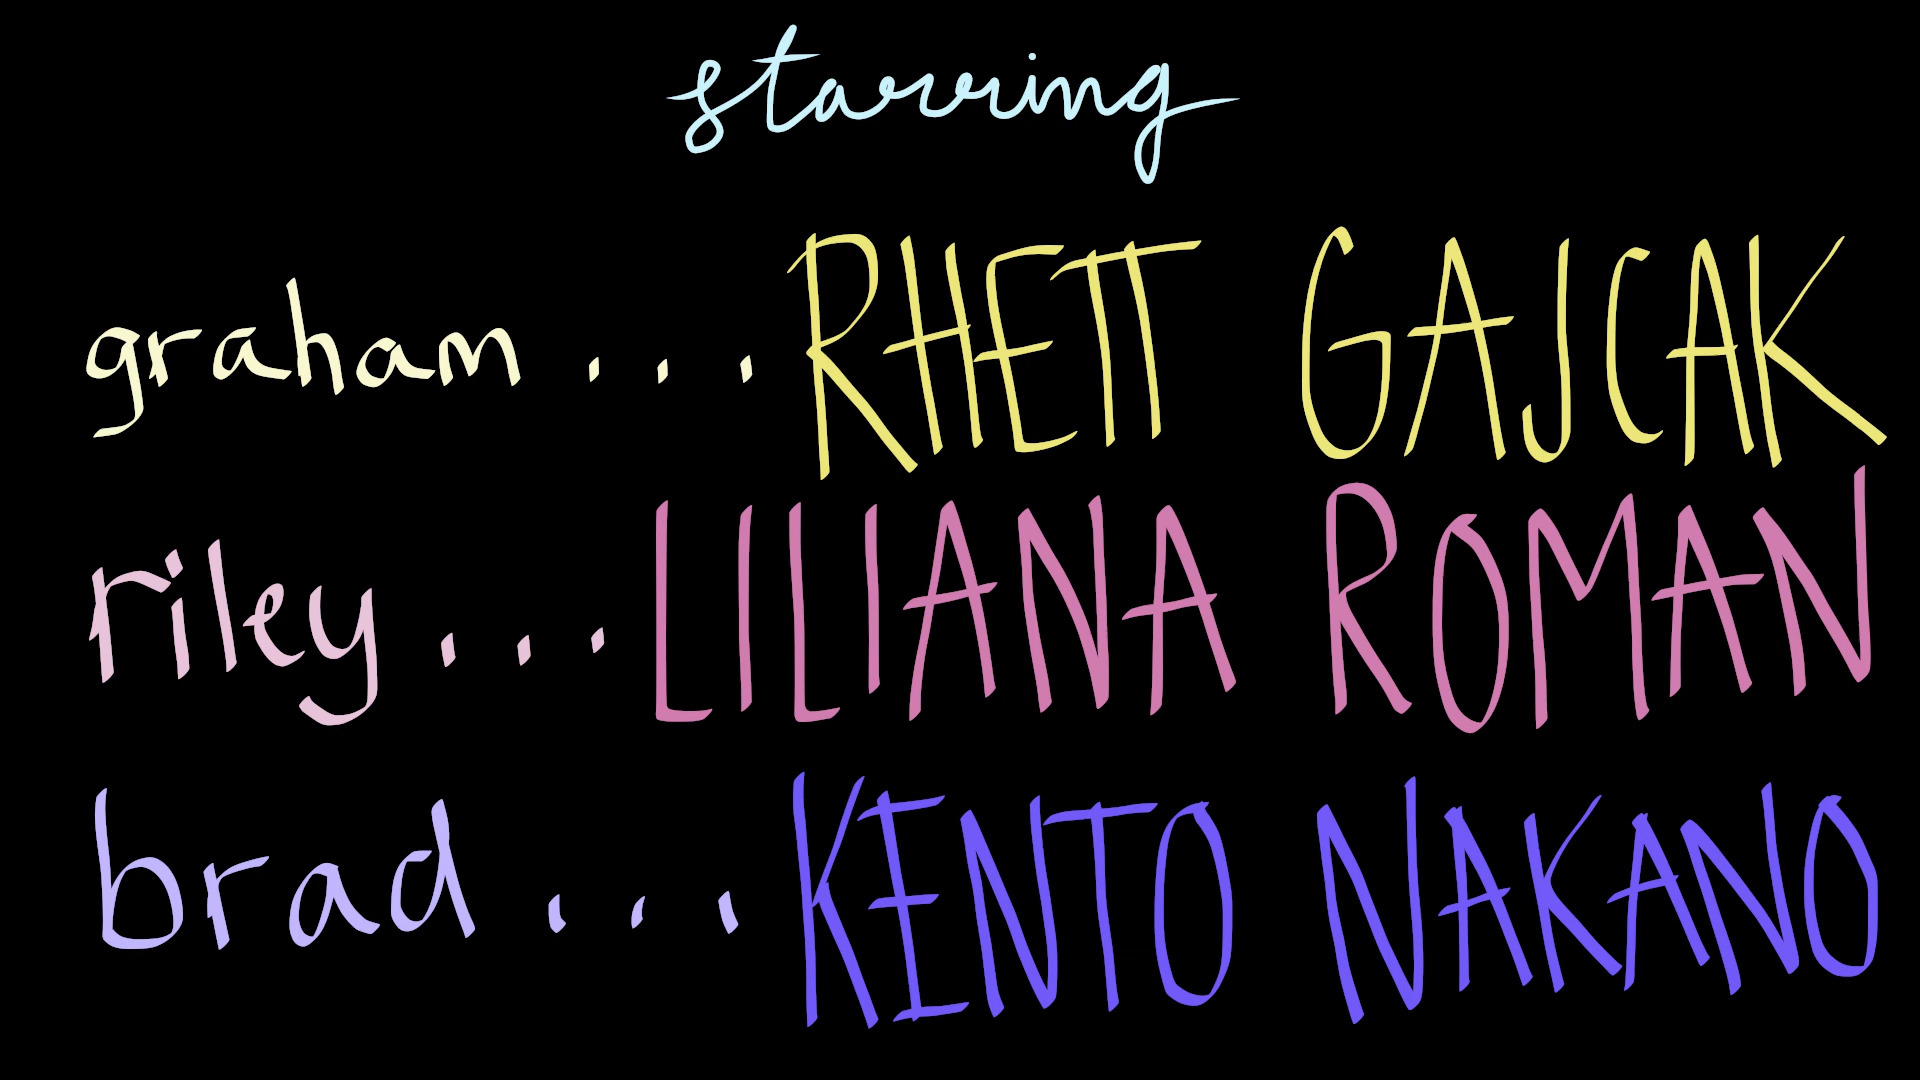 starring
graham . . . RHETT GAJCAK
riley . . . LILIANA ROMAN
brad . . . KENTO NAKANO